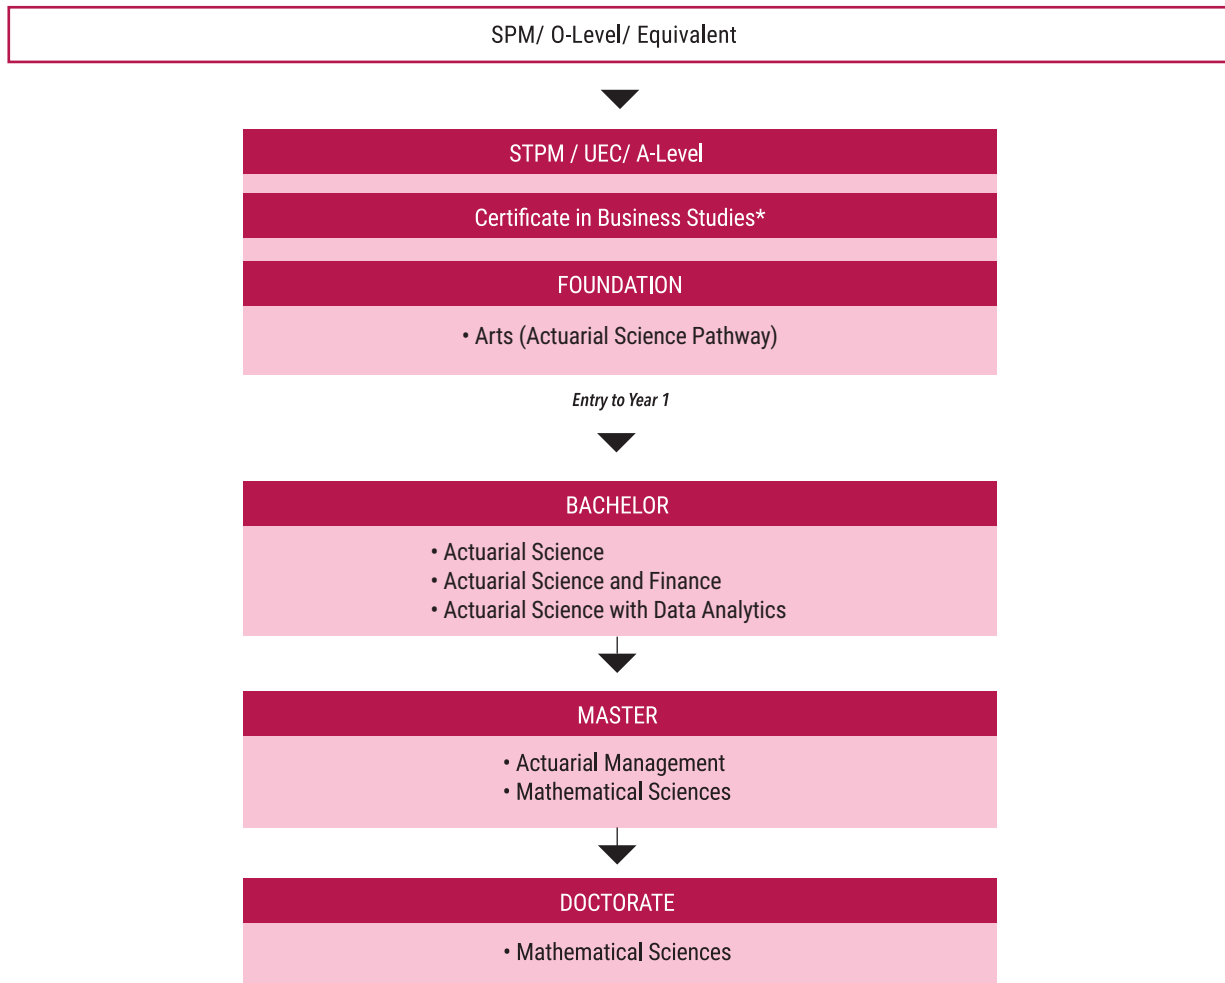 SPM/ O-Level/ Equivalent
STPM / UEC/ A-Level
Certificate in Business Studies*
FOUNDATION
• Arts (Actuarial Science Pathway)
Entry to Year 1
BACHELOR
• Actuarial Science
• Actuarial Science and Finance
• Actuarial Science with Data Analytics
MASTER
• Actuarial Management
• Mathematical Sciences
DOCTORATE
• Mathematical Sciences